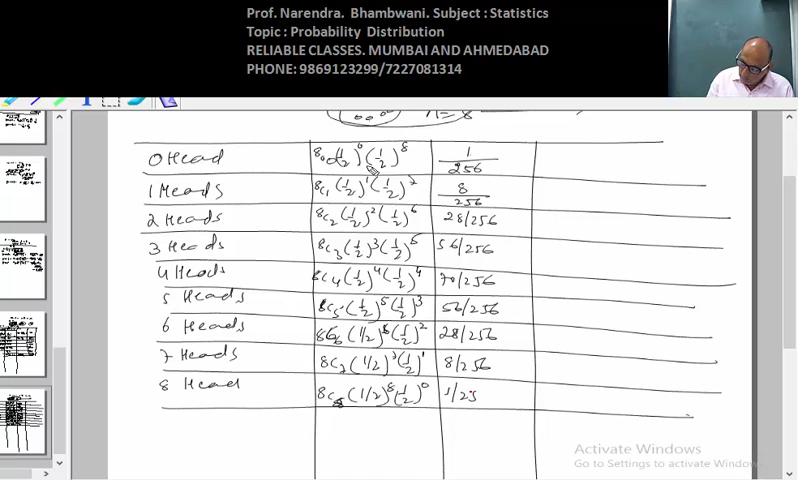 Prof. Narendra. Bhambwani. Subject : Statistics
Topic : Probability Distribution
RELIABLE CLASSES. MUMBAI AND AHMEDABAD
PHONE: 9869123299/7227081314
n = 8
0 Head (1/2)^0 (1/2)^8 1/256
1 Heads 8c1 (1/2)^1 (1/2)^7 8/256
2 Heads 8c2 (1/2)^2 (1/2)^6 28/256
3 Heads 8c3 (1/2)^3 (1/2)^5 56/256
4 Heads 8c4 (1/2)^4 (1/2)^4 70/256
5 Heads 8c5 (1/2)^5 (1/2)^3 56/256
6 Heads 8c6 (1/2)^6 (1/2)^2 28/256
7 Heads 8c7 (1/2)^7 (1/2)^1 8/256
8 Head (1/2)^8 (1/2)^0 1/25
Activate Windows
Go to Settings to activate Windows